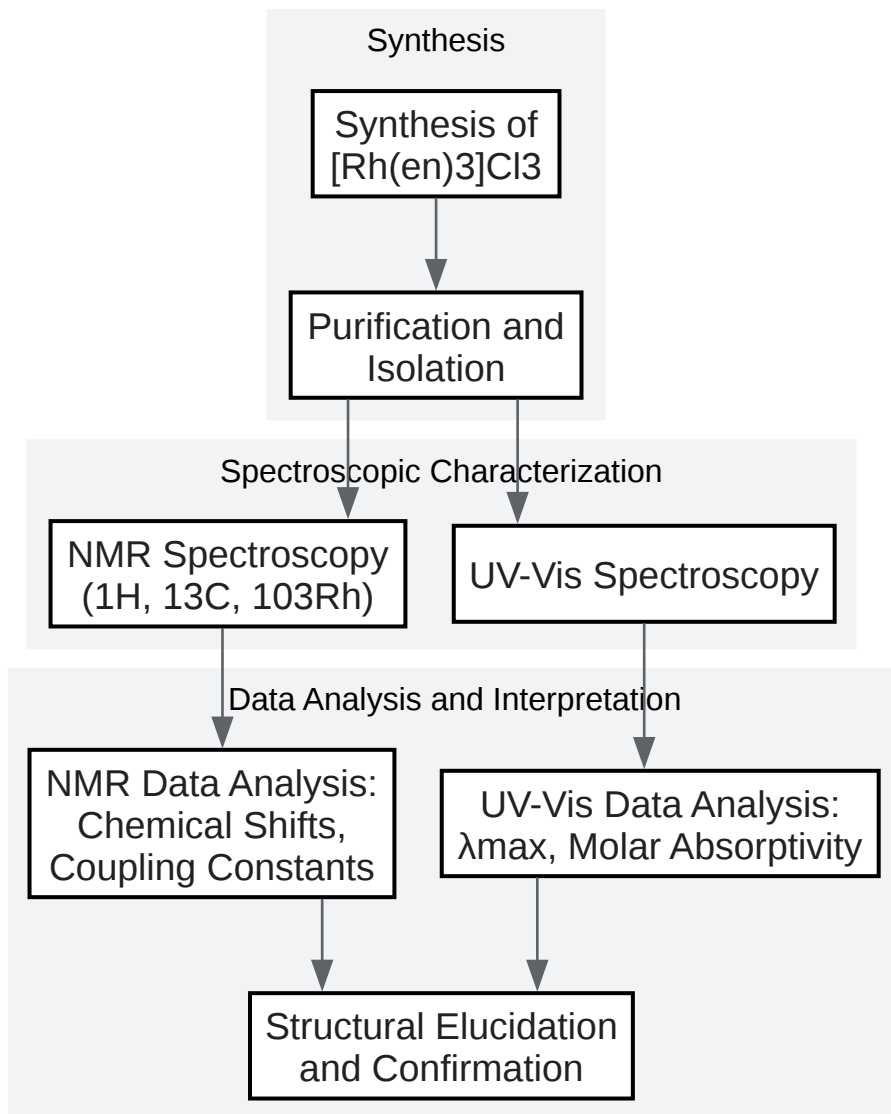 Synthesis
Synthesis of
[Rh(en)3]Cl3
Purification and
Isolation
Spectroscopic Characterization
NMR Spectroscopy
(1H, 13C, 103Rh)
UV-Vis Spectroscopy
Data Analysis and Interpretation
NMR Data Analysis:
Chemical Shifts,
Coupling Constants
UV-Vis Data Analysis:
λmax, Molar Absorptivity
Structural Elucidation
and Confirmation